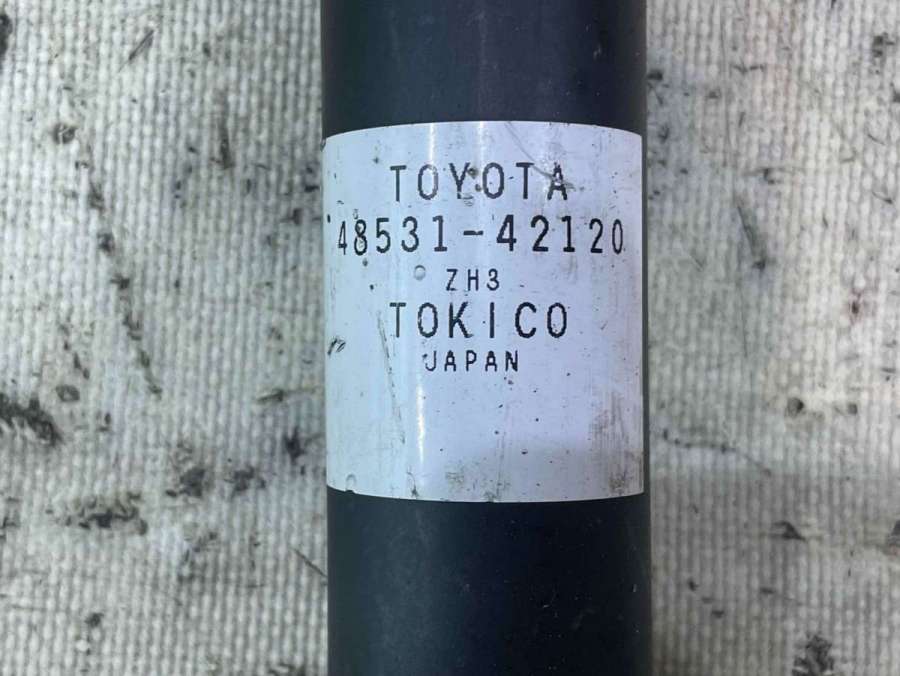 TOYOTA
48531-42120
ZH3
TOKICO
JAPAN